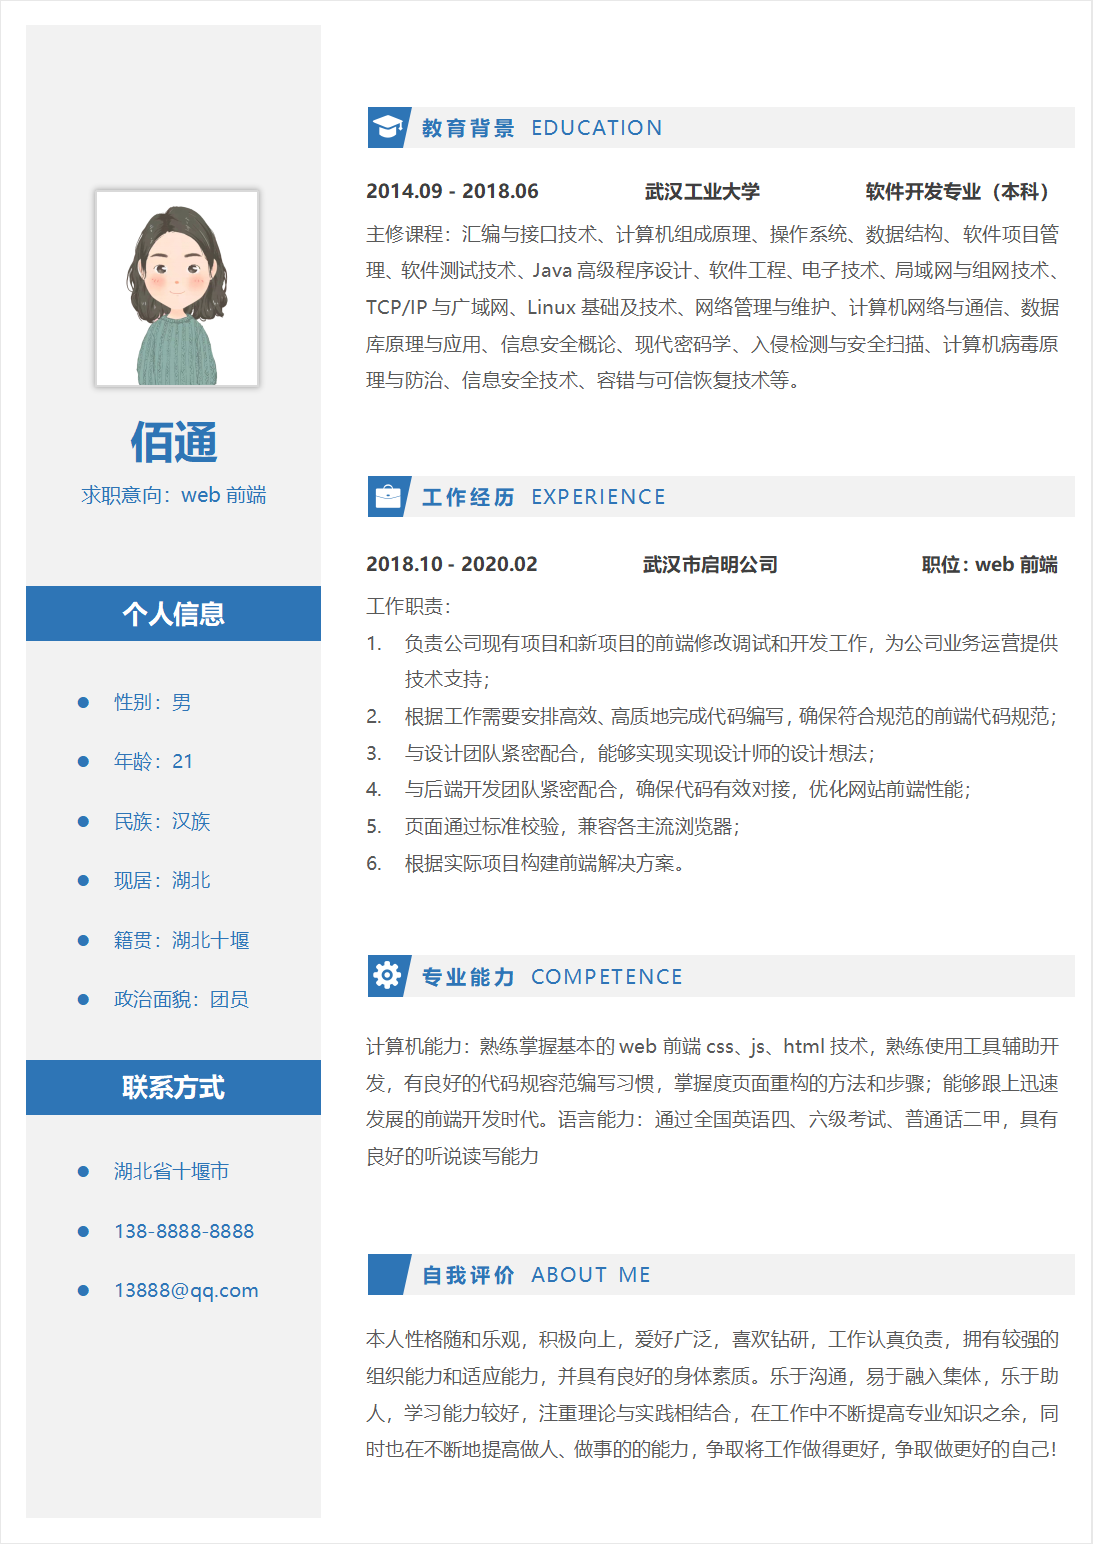 佰通
求职意向：web 前端
个人信息
性别：男
年龄：21
民族：汉族
现居：湖北
籍贯：湖北十堰
政治面貌：团员
联系方式
湖北省十堰市
138-8888-8888
13888@qq.com
教育背景 EDUCATION
2014.09 - 2018.06 武汉工业大学 软件开发专业（本科）
主修课程：汇编与接口技术、计算机组成原理、操作系统、数据结构、软件项目管
理、软件测试技术、Java 高级程序设计、软件工程、电子技术、局域网与组网技术、
TCP/IP 与广域网、Linux 基础及技术、网络管理与维护、计算机网络与通信、数据
库原理与应用、信息安全概论、现代密码学、入侵检测与安全扫描、计算机病毒原
理与防治、信息安全技术、容错与可信恢复技术等。
工作经历 EXPERIENCE
2018.10 - 2020.02 武汉市启明公司 职位：web 前端
工作职责：
1. 负责公司现有项目和新项目的前端修改调试和开发工作，为公司业务运营提供
技术支持；
2. 根据工作需要安排高效、高质地完成代码编写，确保符合规范的前端代码规范；
3. 与设计团队紧密配合，能够实现实现设计师的设计想法；
4. 与后端开发团队紧密配合，确保代码有效对接，优化网站前端性能；
5. 页面通过标准校验，兼容各主流浏览器；
6. 根据实际项目构建前端解决方案。
专业能力 COMPETENCE
计算机能力：熟练掌握基本的 web 前端 css、js、html 技术，熟练使用工具辅助开
发，有良好的代码规容范编写习惯，掌握度页面重构的方法和步骤；能够跟上迅速
发展的前端开发时代。语言能力：通过全国英语四、六级考试、普通话二甲，具有
良好的听说读写能力
自我评价 ABOUT ME
本人性格随和乐观，积极向上，爱好广泛，喜欢钻研，工作认真负责，拥有较强的
组织能力和适应能力，并具有良好的身体素质。乐于沟通，易于融入集体，乐于助
人，学习能力较好，注重理论与实践相结合，在工作中不断提高专业知识之余，同
时也在不断地提高做人、做事的的能力，争取将工作做得更好，争取做更好的自己！